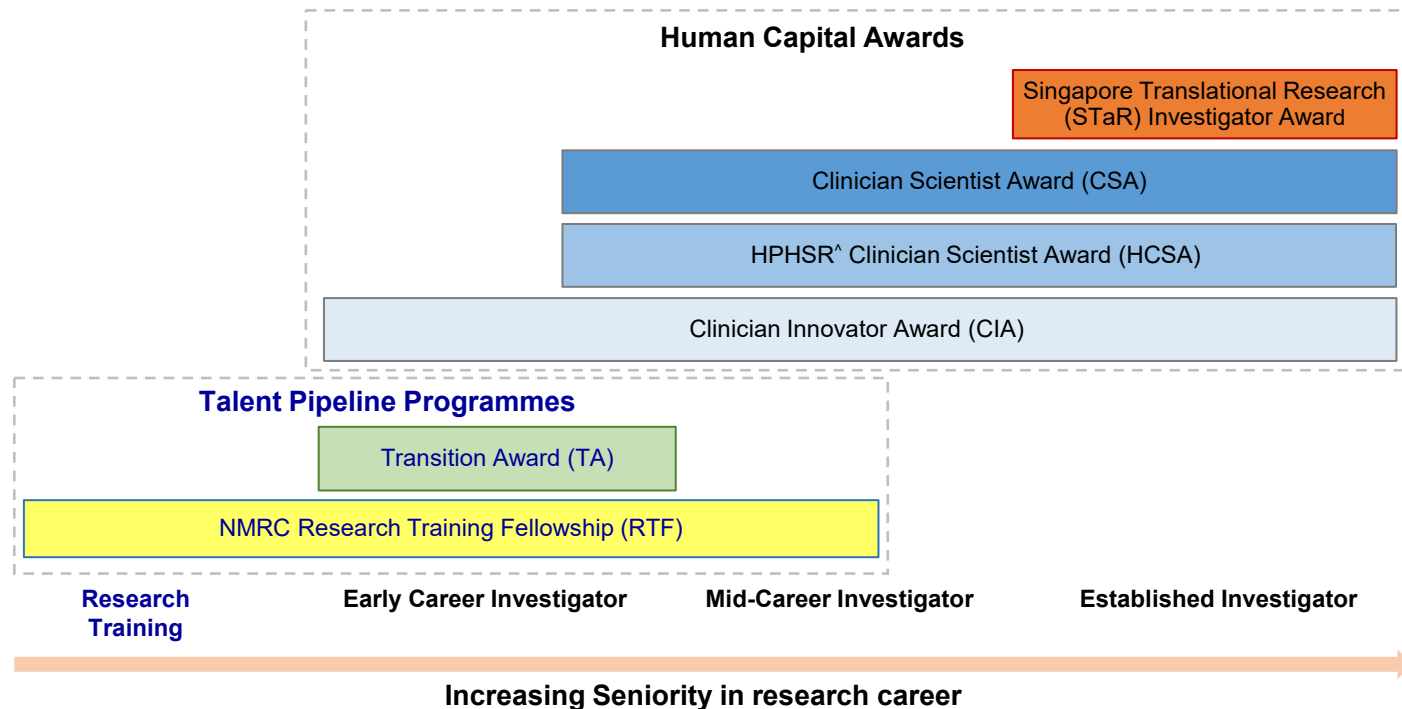 Human Capital Awards
Singapore Translational Research
(STaR) Investigator Award
Clinician Scientist Award (CSA)
HPHSR^ Clinician Scientist Award (HCSA)
Clinician Innovator Award (CIA)
Talent Pipeline Programmes
Transition Award (TA)
NMRC Research Training Fellowship (RTF)
Research
Training
Early Career Investigator
Mid-Career Investigator
Established Investigator
Increasing Seniority in research career